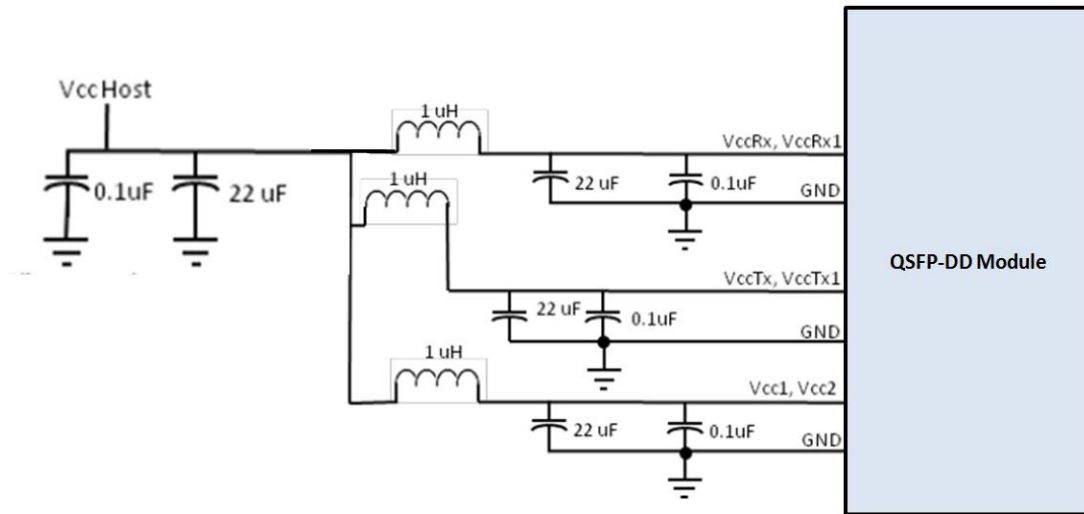 VccHost
0.1uF
22 uF
1 uH
VccRx, VccRx1
22 uF
0.1uF
GND
1 uH
VccTx, VccTx1
22 uF
0.1uF
GND
1 uH
Vcc1, Vcc2
22 uF
0.1uF
GND
QSFP-DD Module